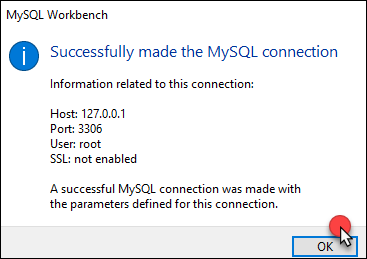 MySQL Workbench
Successfully made the MySQL connection
Information related to this connection:
Host: 127.0.0.1
Port: 3306
User: root
SSL: not enabled
A successful MySQL connection was made with
the parameters defined for this connection.
OK